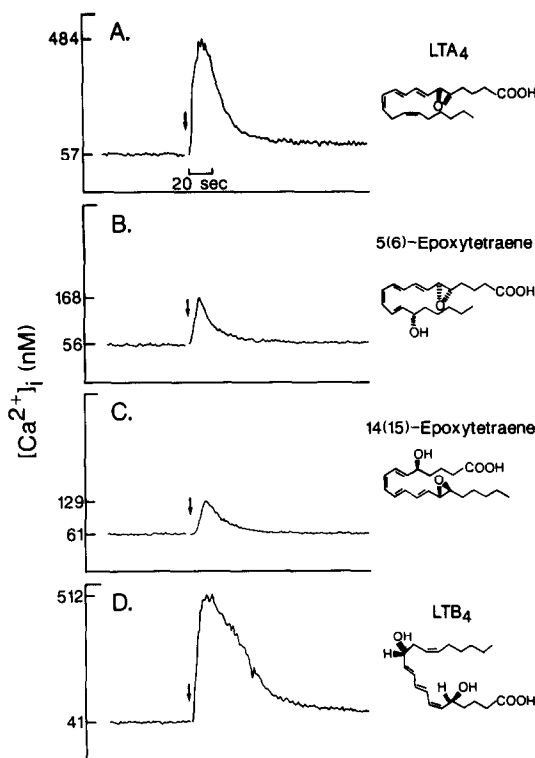 A.
LTA4
484
57
20 sec
COOH
O
B.
5(6)-Epoxytetraene
168
56
COOH
O
OH
[Ca2+]i (nM)
C.
14(15)-Epoxytetraene
129
61
OH
COOH
O
D.
LTB4
512
41
OH
H
H OH
COOH